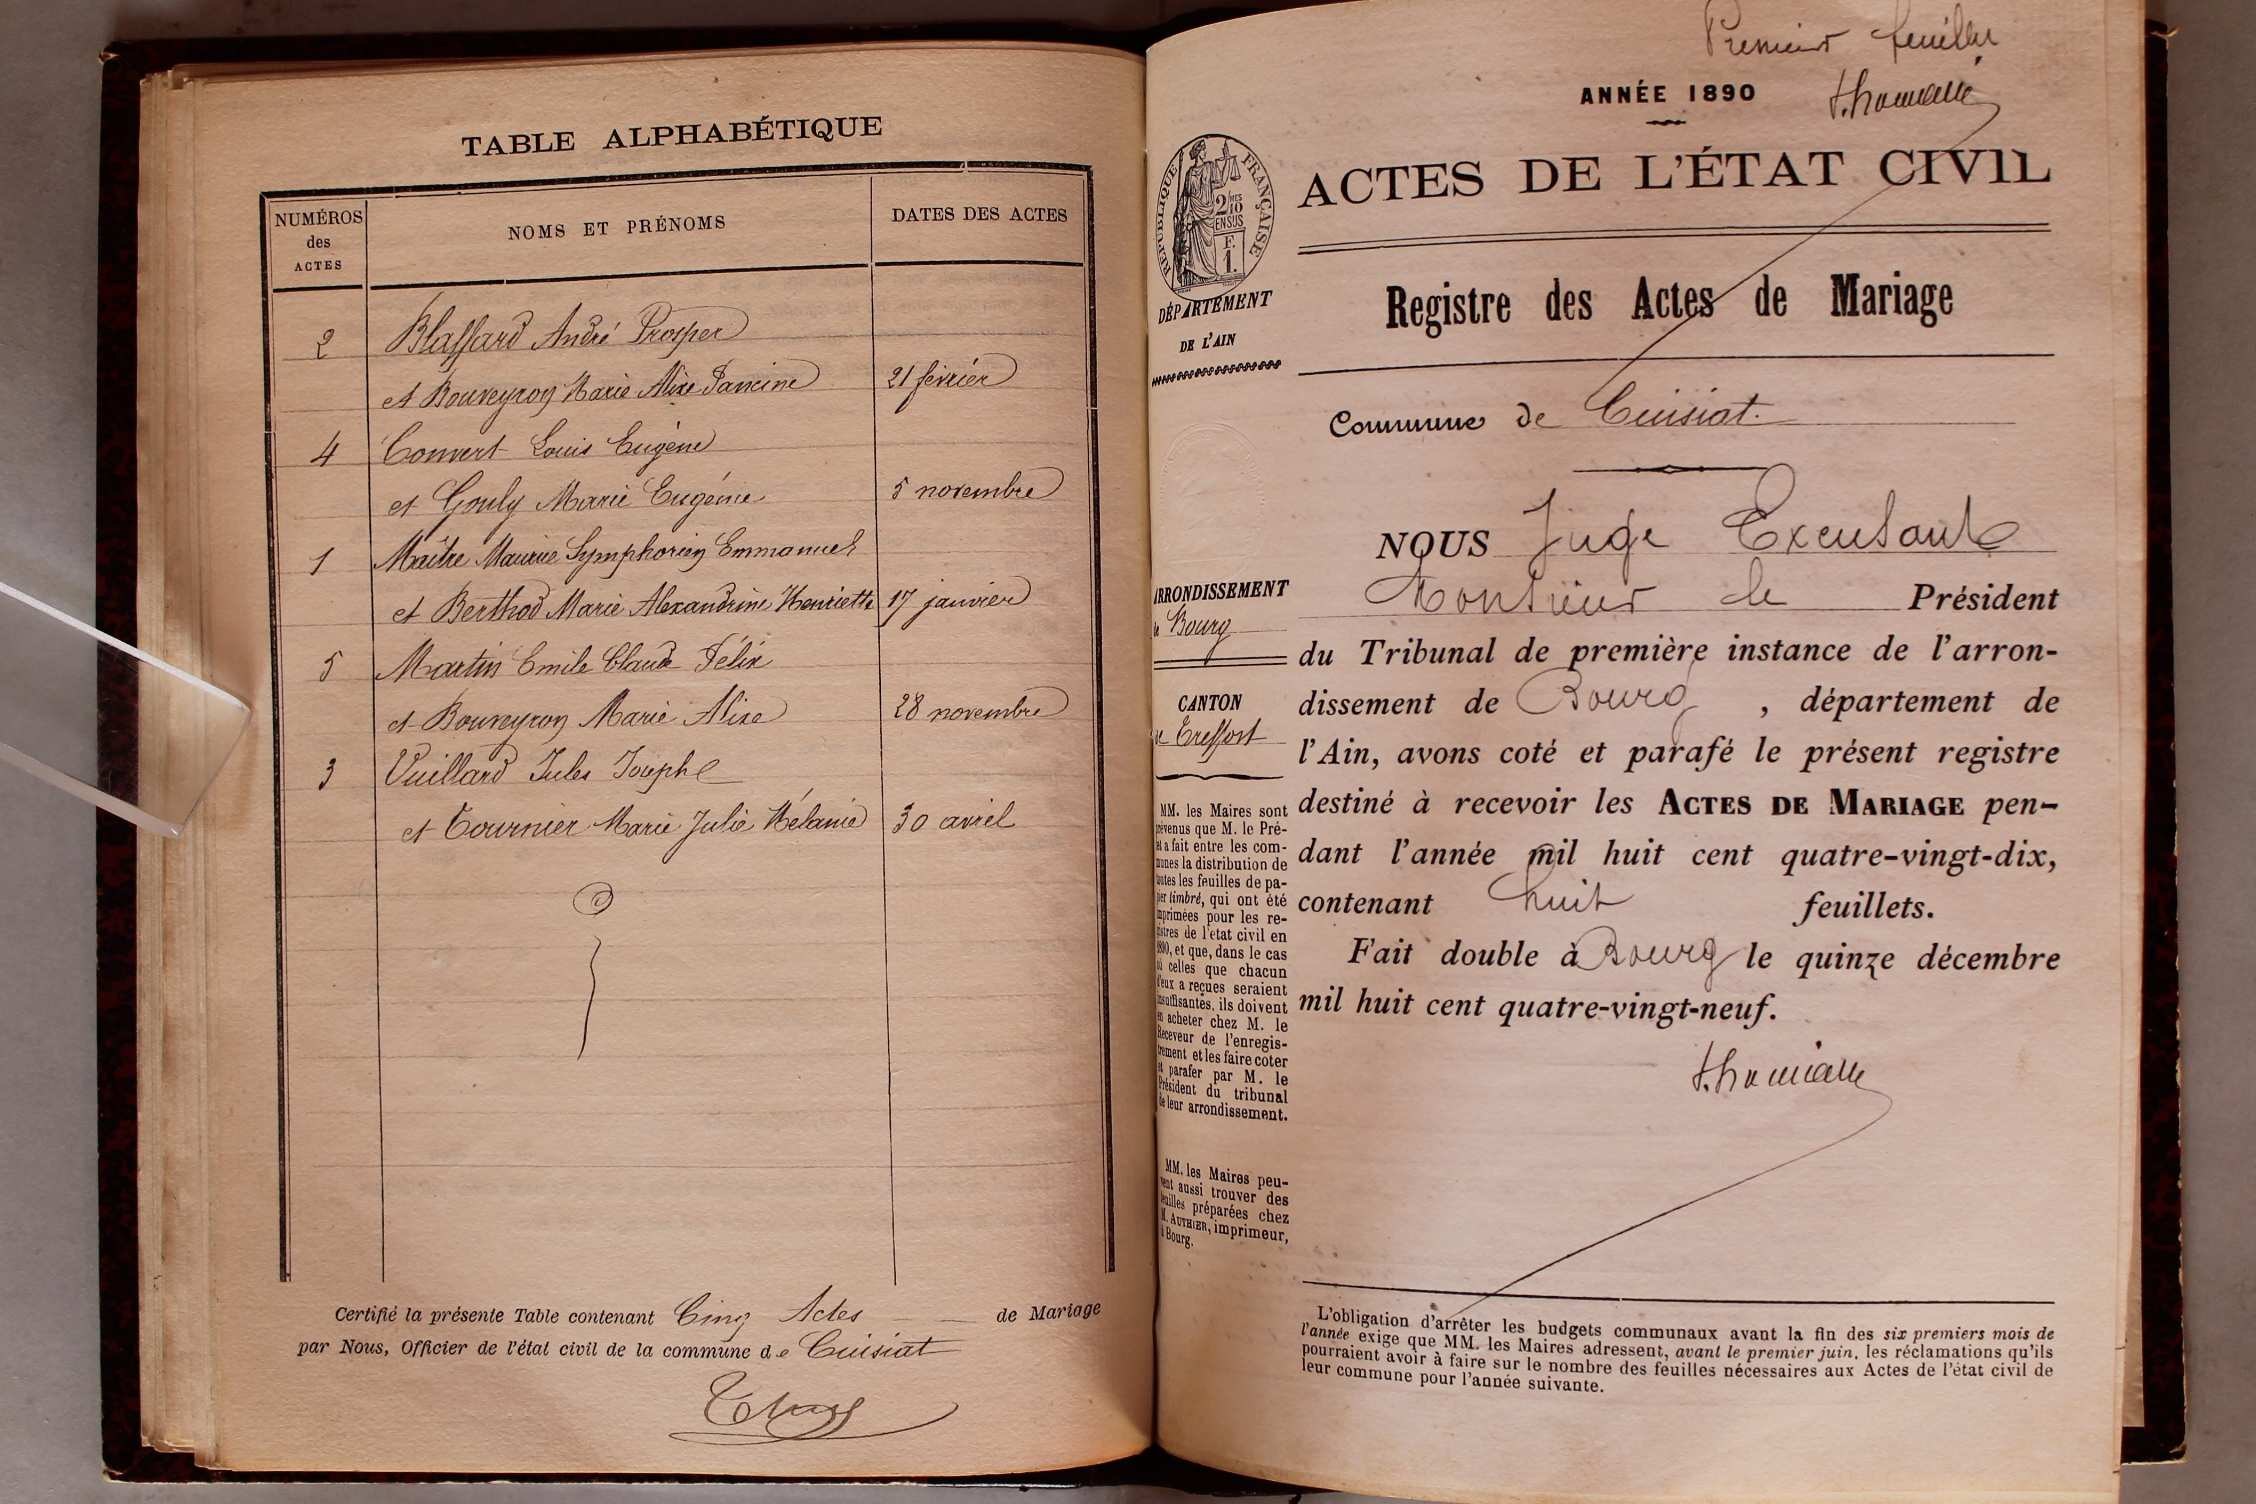 TABLE ALPHABÉTIQUE
NUMÉROS
des
ACTES
NOMS ET PRÉNOMS
DATES DES ACTES
2 Blaffard André Prosper
et Bouveyron Marie Alixe Francine 21 février
4 Convert Louis Eugène
et Gouly Marie Eugénie 5 novembre
1 Maître Maurice Symphorien Emmanuel
et Berthod Marie Alexandrine Henriette 17 janvier
5 Martin Emile Claude Félix
et Bouveyron Marie Alixe 28 novembre
3 Vuillard Jules Joseph
et Tournier Marie Julie Mélanie 30 avril
Certifié la présente Table contenant Cinq Actes de Mariage
par Nous, Officier de l'état civil de la commune de Cuisiat
Premier feuillet
ANNÉE 1890
ACTES DE L'ÉTAT CIVIL
RÉPUBLIQUE FRANÇAISE
2/10
EN SUS
F.
1.
DÉPARTEMENT
DE L'AIN
Registre des Actes de Mariage
Commune de Cuisiat.
ARRONDISSEMENT
de Bourg
CANTON
de Treffort
MM. les Maires sont
prévenus que M. le Pré-
fet a fait entre les com-
munes la distribution de
toutes les feuilles de pa-
pier timbré, qui ont été
imprimées pour les re-
gistres de l'état civil en
1890, et que, dans le cas
où celles que chacun
d'eux a reçues seraient
insuffisantes, ils doivent
en acheter chez M. le
Receveur de l'enregis-
trement et les faire coter
et parafer par M. le
Président du tribunal
de leur arrondissement.
MM. les Maires peu-
vent aussi trouver des
feuilles préparées chez
M. AUTHIER, imprimeur,
à Bourg.
NOUS Juge Excusant
Monsieur le Président
du Tribunal de première instance de l'arron-
dissement de Bourg, département de
l'Ain, avons coté et parafé le présent registre
destiné à recevoir les ACTES DE MARIAGE pen-
dant l'année mil huit cent quatre-vingt-dix,
contenant huit feuillets.
Fait double à Bourg le quinze décembre
mil huit cent quatre-vingt-neuf.
L'obligation d'arrêter les budgets communaux avant la fin des six premiers mois de
l'année exige que MM. les Maires adressent, avant le premier juin, les réclamations qu'ils
pourraient avoir à faire sur le nombre des feuilles nécessaires aux Actes de l'état civil de
leur commune pour l'année suivante.